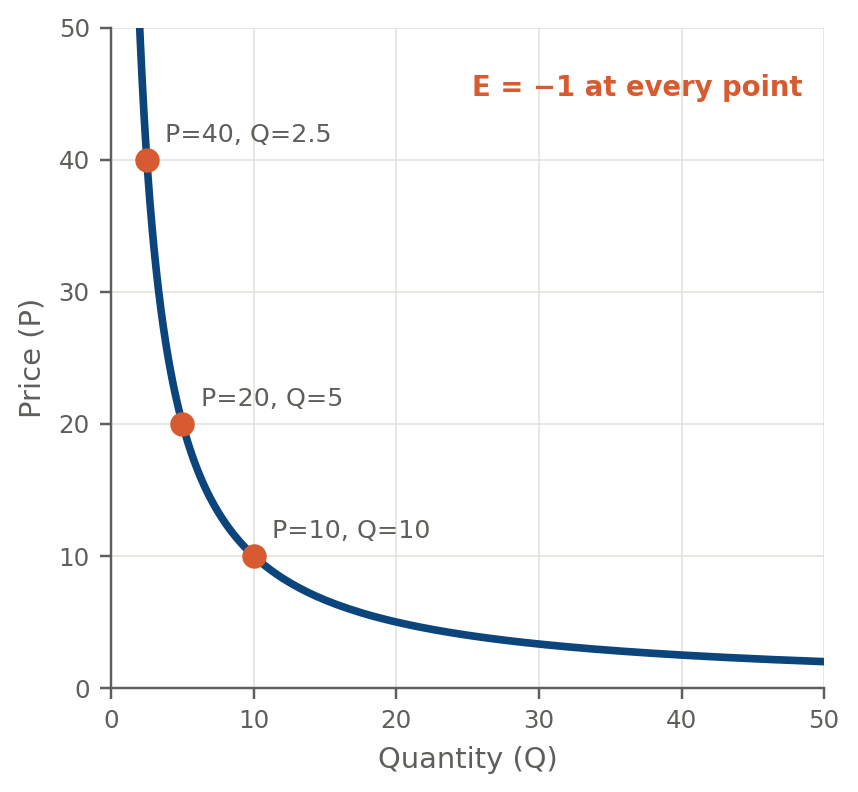 50
E = −1 at every point
P=40, Q=2.5
40
30
Price (P)
P=20, Q=5
20
P=10, Q=10
10
0
0 10 20 30 40 50
Quantity (Q)